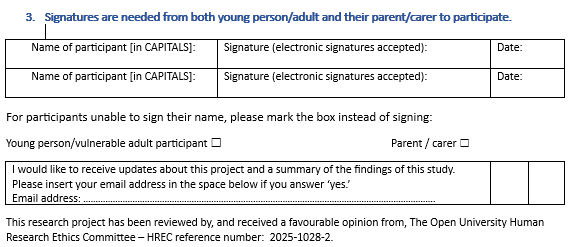 3. Signatures are needed from both young person/adult and their parent/carer to participate.
Name of participant [in CAPITALS]: Signature (electronic signatures accepted): Date:
Name of participant [in CAPITALS]: Signature (electronic signatures accepted): Date:
For participants unable to sign their name, please mark the box instead of signing:
Young person/vulnerable adult participant ☐ Parent / carer ☐
I would like to receive updates about this project and a summary of the findings of this study.
Please insert your email address in the space below if you answer ‘yes.’
Email address: ........................................................................................................
This research project has been reviewed by, and received a favourable opinion from, The Open University Human
Research Ethics Committee – HREC reference number: 2025-1028-2.